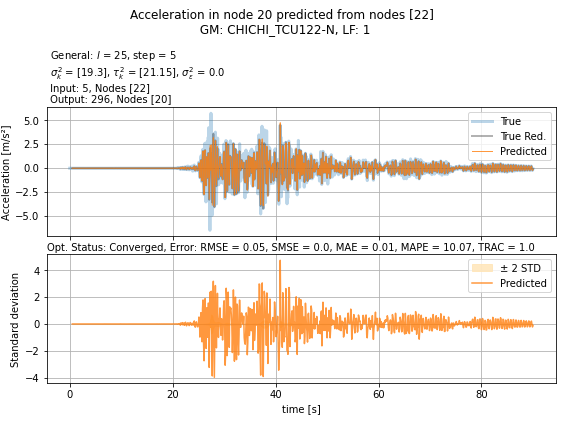 Acceleration in node 20 predicted from nodes [22]
GM: CHICHI_TCU122-N, LF: 1
General: l = 25, step = 5
σ²ₖ = [19.3], τ²ₖ = [21.15], σ²ε = 0.0
Input: 5, Nodes [22]
Output: 296, Nodes [20]
Acceleration [m/s²]
5.0
2.5
0.0
−2.5
−5.0
True
True Red.
Predicted
Opt. Status: Converged, Error: RMSE = 0.05, SMSE = 0.0, MAE = 0.01, MAPE = 10.07, TRAC = 1.0
Standard deviation
4
2
0
−2
−4
± 2 STD
Predicted
0 20 40 60 80
time [s]